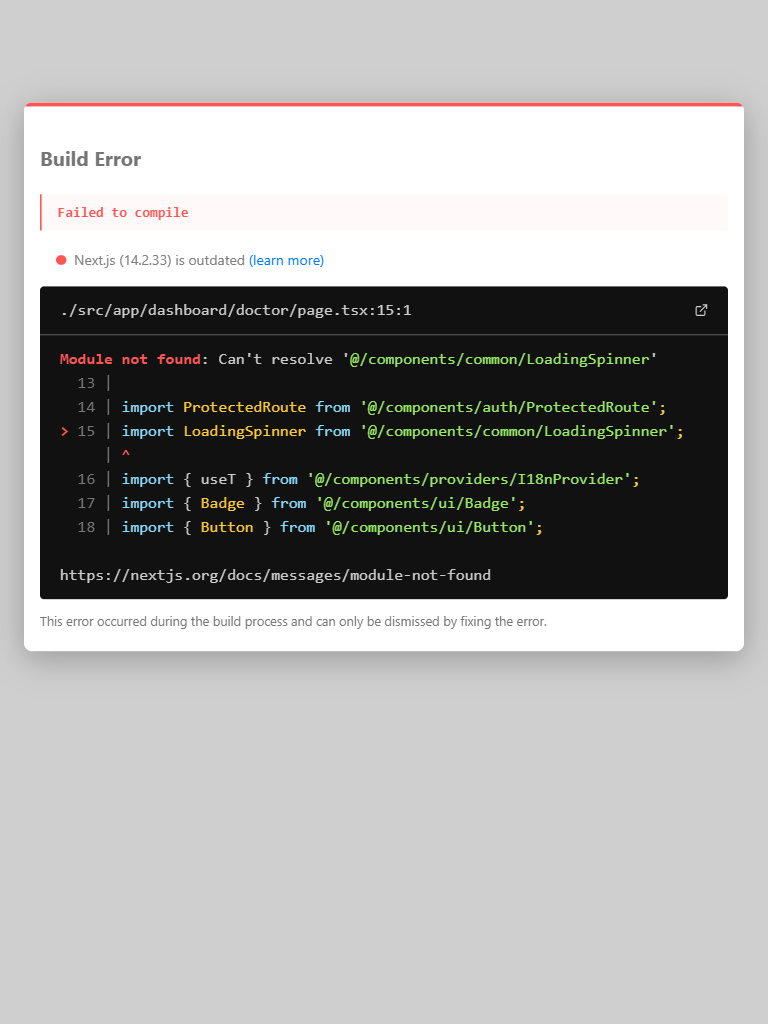 Build Error
Failed to compile
Next.js (14.2.33) is outdated (learn more)
./src/app/dashboard/doctor/page.tsx:15:1
Module not found: Can't resolve '@/components/common/LoadingSpinner'
13 |
14 | import ProtectedRoute from '@/components/auth/ProtectedRoute';
> 15 | import LoadingSpinner from '@/components/common/LoadingSpinner';
| ^
16 | import { useT } from '@/components/providers/I18nProvider';
17 | import { Badge } from '@/components/ui/Badge';
18 | import { Button } from '@/components/ui/Button';
https://nextjs.org/docs/messages/module-not-found
This error occurred during the build process and can only be dismissed by fixing the error.